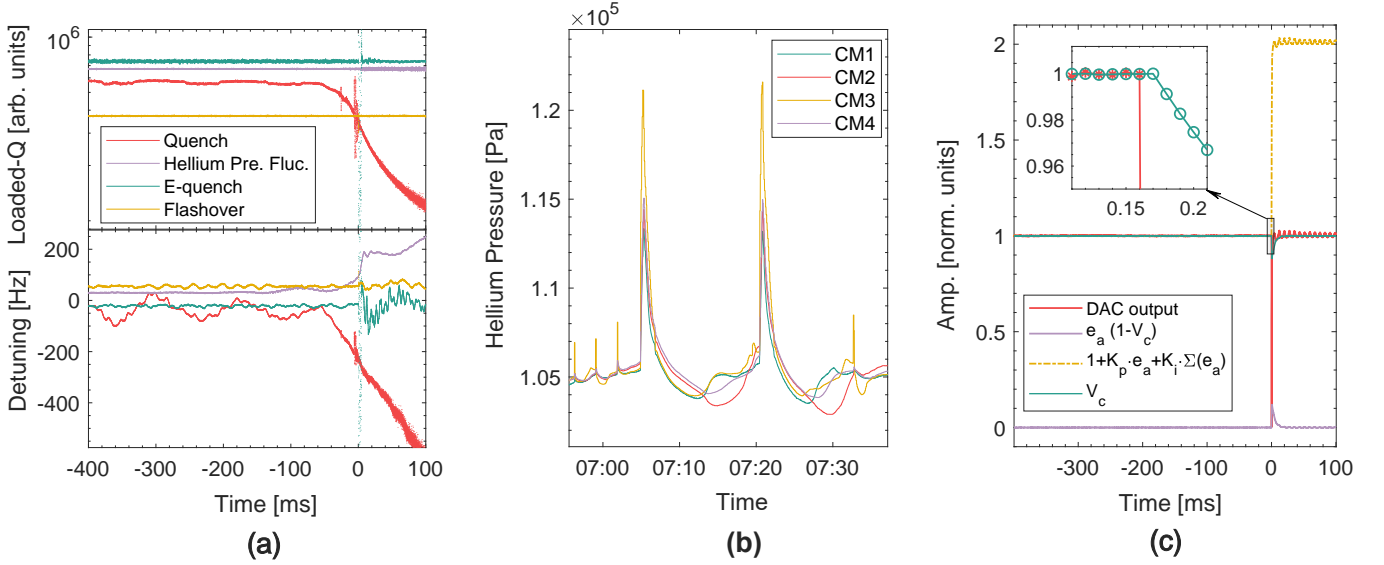 10^6
Loaded-Q [arb. units]
Quench
Hellium Pre. Fluc.
E-quench
Flashover
Detuning [Hz]
200
0
-200
-400
-400 -300 -200 -100 0 100
Time [ms]
(a)
×10^5
Hellium Pressure [Pa]
1.2
1.15
1.1
1.05
CM1
CM2
CM3
CM4
07:00 07:10 07:20 07:30
Time
(b)
Amp. [norm. units]
2
1.5
1
0.5
0
1
0.98
0.96
0.15 0.2
DAC output
e_a (1-V_c)
1+K_p·e_a+K_i·Σ(e_a)
V_c
-300 -200 -100 0 100
Time [ms]
(c)